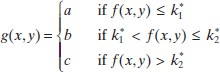 g(x,y) = { a if f(x,y) ≤ k₁*
b if k₁* < f(x,y) ≤ k₂*
c if f(x,y) > k₂*